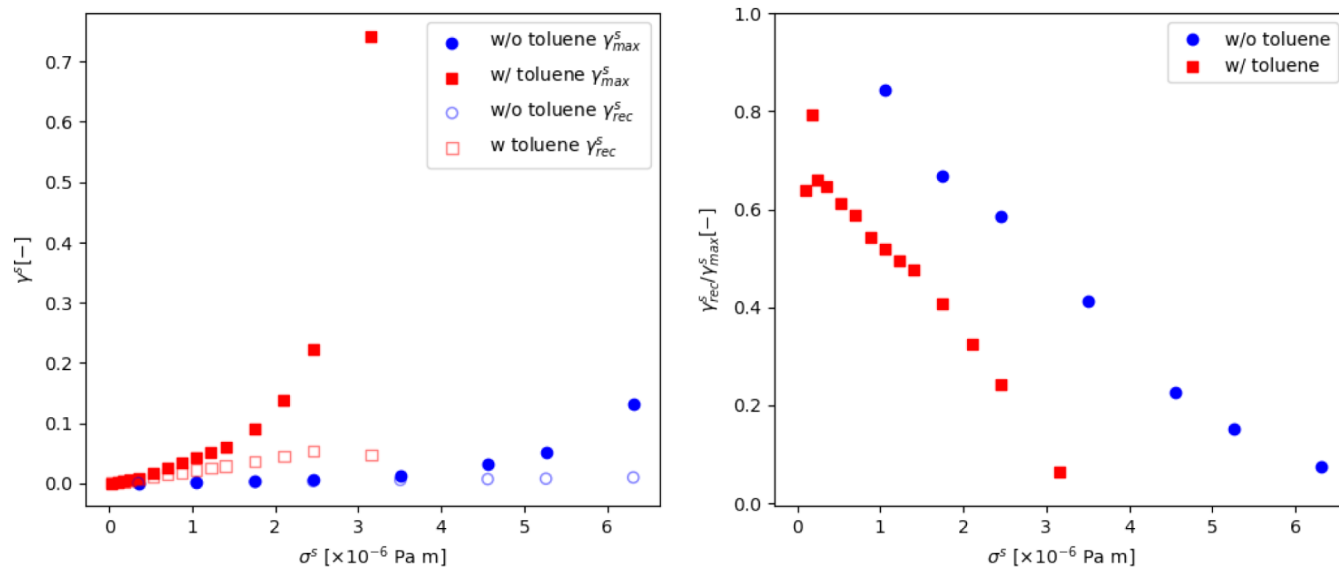 0.7
0.6
0.5
0.4
0.3
0.2
0.1
0.0
γˢ[−]
0 1 2 3 4 5 6
σˢ [×10⁻⁶ Pa m]
w/o toluene γˢₘₐₓ
w/ toluene γˢₘₐₓ
w/o toluene γˢᵣₑc
w toluene γˢᵣₑc
1.0
0.8
0.6
0.4
0.2
0.0
γˢᵣₑc/γˢₘₐₓ[−]
0 1 2 3 4 5 6
σˢ [×10⁻⁶ Pa m]
w/o toluene
w/ toluene